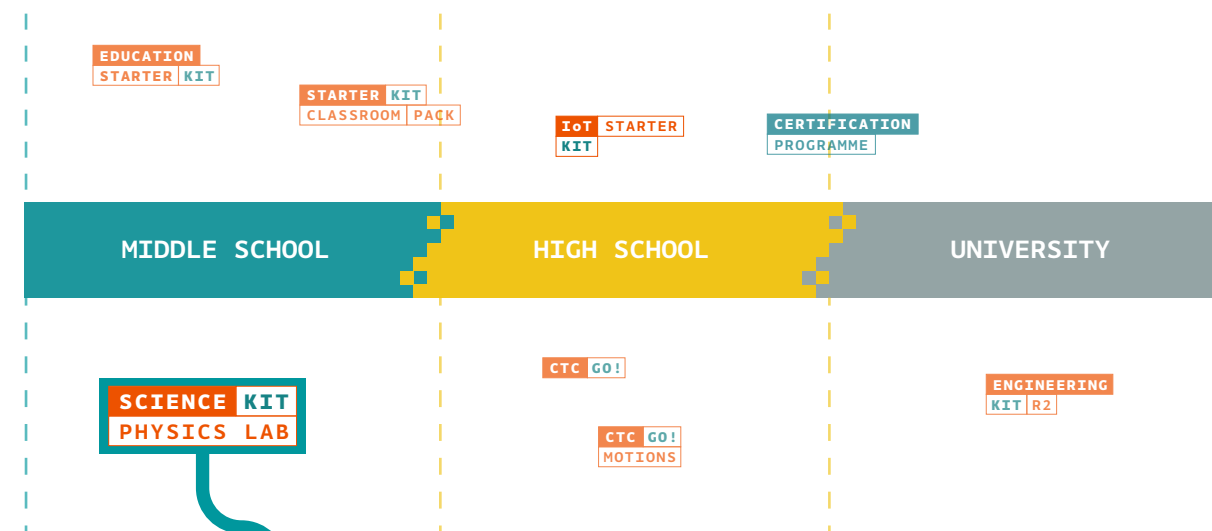 EDUCATION
STARTER KIT
STARTER KIT
CLASSROOM PACK
IoT STARTER
KIT
CERTIFICATION
PROGRAMME
MIDDLE SCHOOL
HIGH SCHOOL
UNIVERSITY
SCIENCE KIT
PHYSICS LAB
CTC GO!
CTC GO!
MOTIONS
ENGINEERING
KIT R2